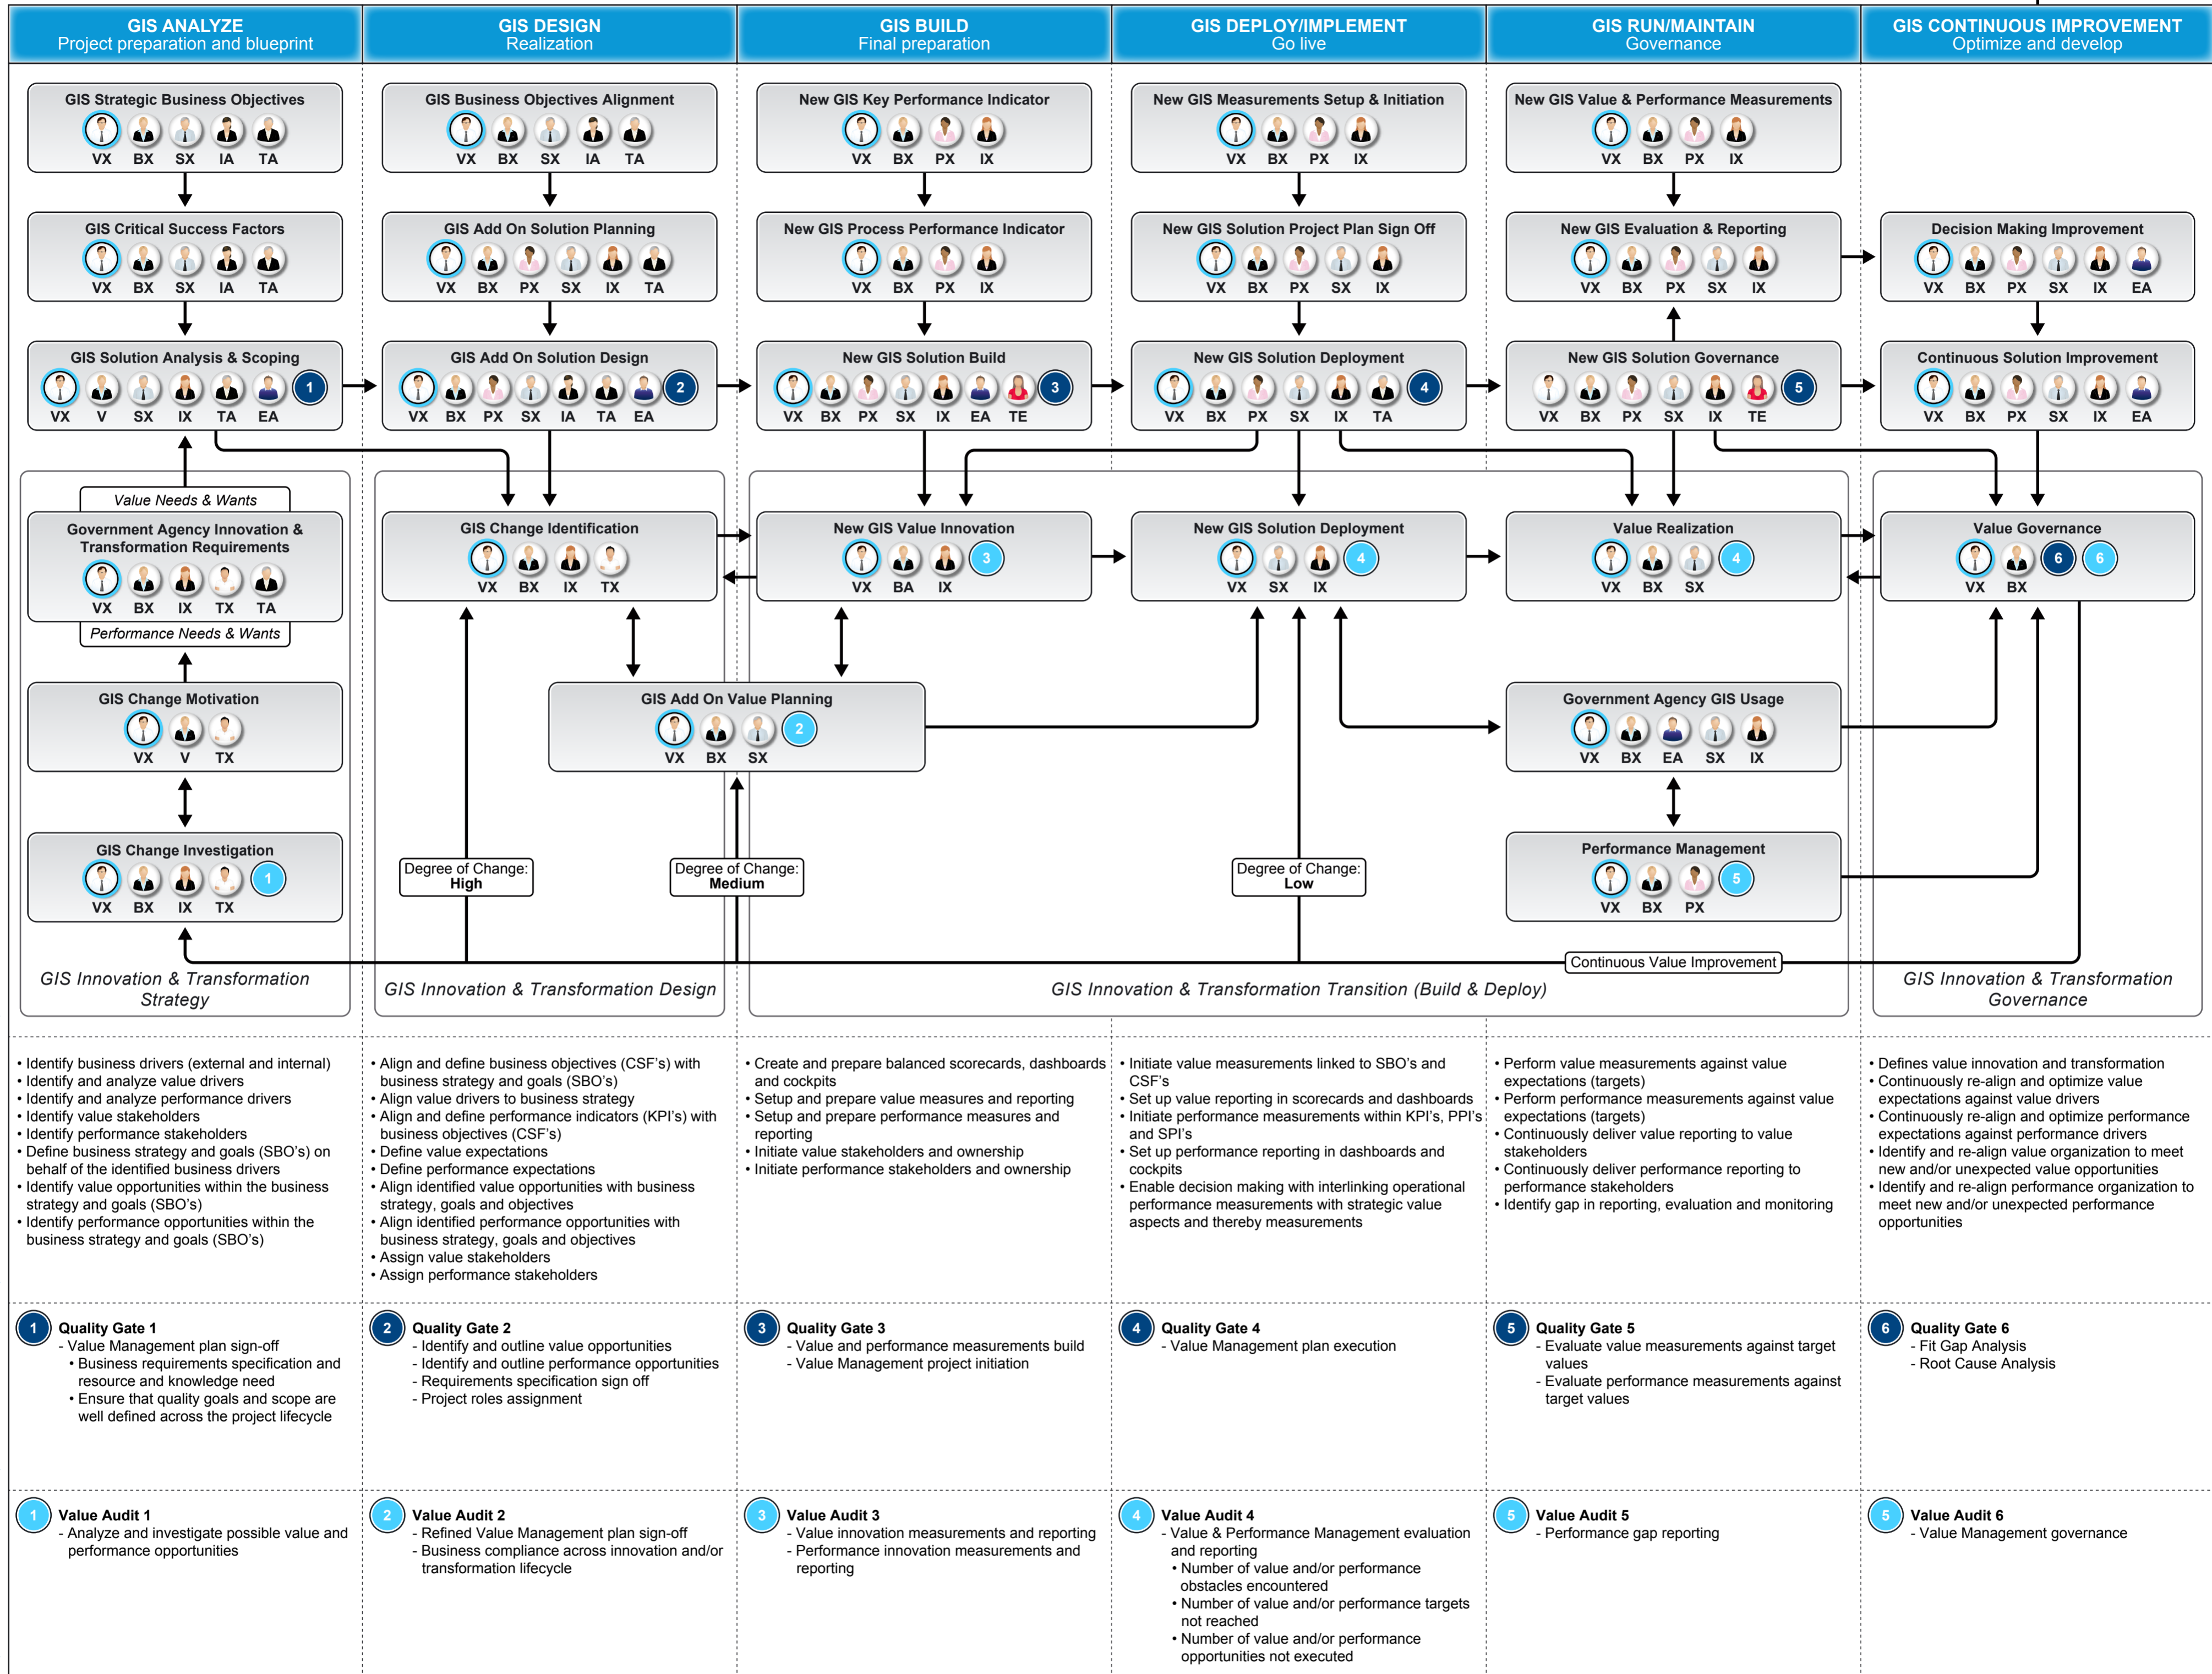 GIS ANALYZE
Project preparation and blueprint
GIS DESIGN
Realization
GIS BUILD
Final preparation
GIS DEPLOY/IMPLEMENT
Go live
GIS RUN/MAINTAIN
Governance
GIS CONTINUOUS IMPROVEMENT
Optimize and develop
GIS Strategic Business Objectives
VX BX SX IA TA
GIS Business Objectives Alignment
VX BX SX IA TA
New GIS Key Performance Indicator
VX BX PX IX
New GIS Measurements Setup & Initiation
VX BX PX IX
New GIS Value & Performance Measurements
VX BX PX IX
GIS Critical Success Factors
VX BX SX IA TA
GIS Add On Solution Planning
VX BX PX SX IX TA
New GIS Process Performance Indicator
VX BX PX IX
New GIS Solution Project Plan Sign Off
VX BX PX SX IX
New GIS Evaluation & Reporting
VX BX PX SX IX
Decision Making Improvement
VX BX PX SX IX EA
GIS Solution Analysis & Scoping
1
VX V SX IX TA EA
GIS Add On Solution Design
2
VX BX PX SX IA TA EA
New GIS Solution Build
3
VX BX PX SX IX EA TE
New GIS Solution Deployment
4
VX BX PX SX IX TA
New GIS Solution Governance
5
VX BX PX SX IX TE
Continuous Solution Improvement
VX BX PX SX IX EA
Value Needs & Wants
Government Agency Innovation &
Transformation Requirements
VX BX IX TX TA
Performance Needs & Wants
GIS Change Identification
VX BX IX TX
New GIS Value Innovation
3
VX BA IX
New GIS Solution Deployment
4
VX SX IX
Value Realization
4
VX BX SX
Value Governance
6 6
VX BX
GIS Change Motivation
VX V TX
GIS Add On Value Planning
2
VX BX SX
Government Agency GIS Usage
VX BX EA SX IX
GIS Change Investigation
1
VX BX IX TX
Degree of Change:
High
Degree of Change:
Medium
Degree of Change:
Low
Performance Management
5
VX BX PX
Continuous Value Improvement
GIS Innovation & Transformation
Strategy
GIS Innovation & Transformation Design
GIS Innovation & Transformation Transition (Build & Deploy)
GIS Innovation & Transformation
Governance
• Identify business drivers (external and internal)
• Identify and analyze value drivers
• Identify and analyze performance drivers
• Identify value stakeholders
• Identify performance stakeholders
• Define business strategy and goals (SBO's) on
behalf of the identified business drivers
• Identify value opportunities within the business
strategy and goals (SBO's)
• Identify performance opportunities within the
business strategy and goals (SBO's)
• Align and define business objectives (CSF's) with
business strategy and goals (SBO's)
• Align value drivers to business strategy
• Align and define performance indicators (KPI's) with
business objectives (CSF's)
• Define value expectations
• Define performance expectations
• Align identified value opportunities with business
strategy, goals and objectives
• Align identified performance opportunities with
business strategy, goals and objectives
• Assign value stakeholders
• Assign performance stakeholders
• Create and prepare balanced scorecards, dashboards
and cockpits
• Setup and prepare value measures and reporting
• Setup and prepare performance measures and
reporting
• Initiate value stakeholders and ownership
• Initiate performance stakeholders and ownership
• Initiate value measurements linked to SBO's and
CSF's
• Set up value reporting in scorecards and dashboards
• Initiate performance measurements within KPI's, PPI's
and SPI's
• Set up performance reporting in dashboards and
cockpits
• Enable decision making with interlinking operational
performance measurements with strategic value
aspects and thereby measurements
• Perform value measurements against value
expectations (targets)
• Perform performance measurements against value
expectations (targets)
• Continuously deliver value reporting to value
stakeholders
• Continuously deliver performance reporting to
performance stakeholders
• Identify gap in reporting, evaluation and monitoring
• Defines value innovation and transformation
• Continuously re-align and optimize value
expectations against value drivers
• Continuously re-align and optimize performance
expectations against performance drivers
• Identify and re-align value organization to meet
new and/or unexpected value opportunities
• Identify and re-align performance organization to
meet new and/or unexpected performance
opportunities
1 Quality Gate 1
- Value Management plan sign-off
• Business requirements specification and
resource and knowledge need
• Ensure that quality goals and scope are
well defined across the project lifecycle
2 Quality Gate 2
- Identify and outline value opportunities
- Identify and outline performance opportunities
- Requirements specification sign off
- Project roles assignment
3 Quality Gate 3
- Value and performance measurements build
- Value Management project initiation
4 Quality Gate 4
- Value Management plan execution
5 Quality Gate 5
- Evaluate value measurements against target
values
- Evaluate performance measurements against
target values
6 Quality Gate 6
- Fit Gap Analysis
- Root Cause Analysis
1 Value Audit 1
- Analyze and investigate possible value and
performance opportunities
2 Value Audit 2
- Refined Value Management plan sign-off
- Business compliance across innovation and/or
transformation lifecycle
3 Value Audit 3
- Value innovation measurements and reporting
- Performance innovation measurements and
reporting
4 Value Audit 4
- Value & Performance Management evaluation
and reporting
• Number of value and/or performance
obstacles encountered
• Number of value and/or performance targets
not reached
• Number of value and/or performance
opportunities not executed
5 Value Audit 5
- Performance gap reporting
5 Value Audit 6
- Value Management governance